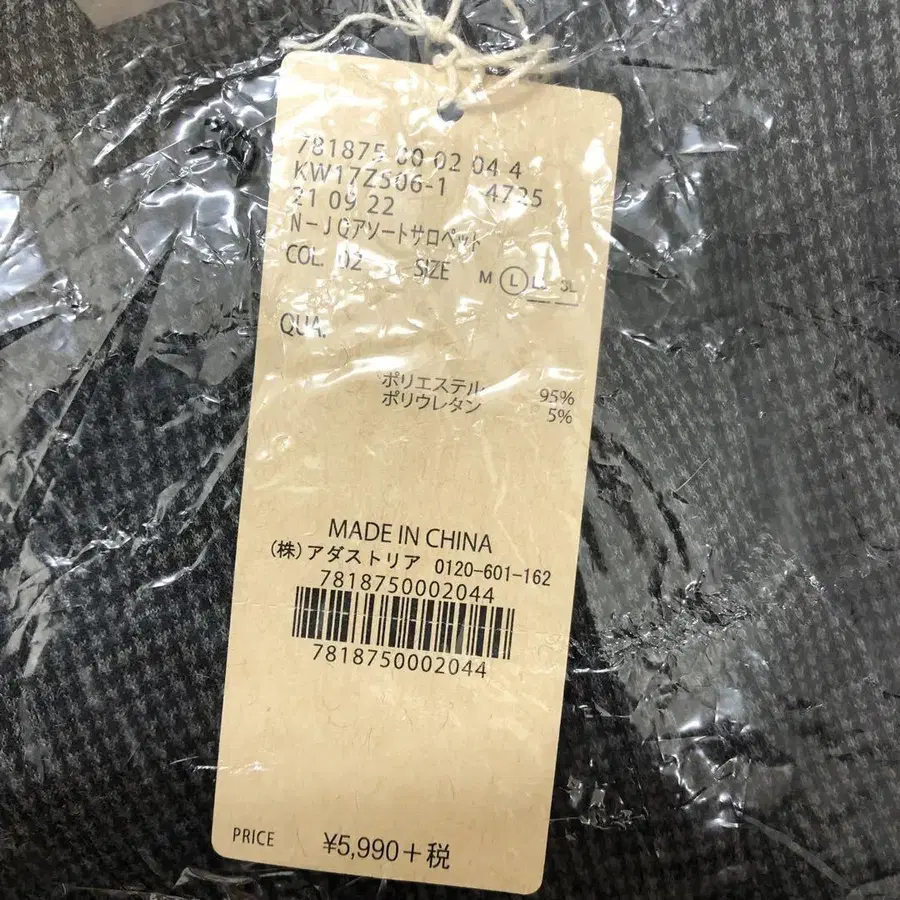 781875 00 02 04 4
KW17Z506-1 4725
21 09 22
N-JQアソートサロペット
COL. 02 SIZE M L LL 3L
QUA.
ポリエステル 95%
ポリウレタン 5%
MADE IN CHINA
(株)アダストリア 0120-601-162
7818750002044
7818750002044
PRICE ¥5,990+税